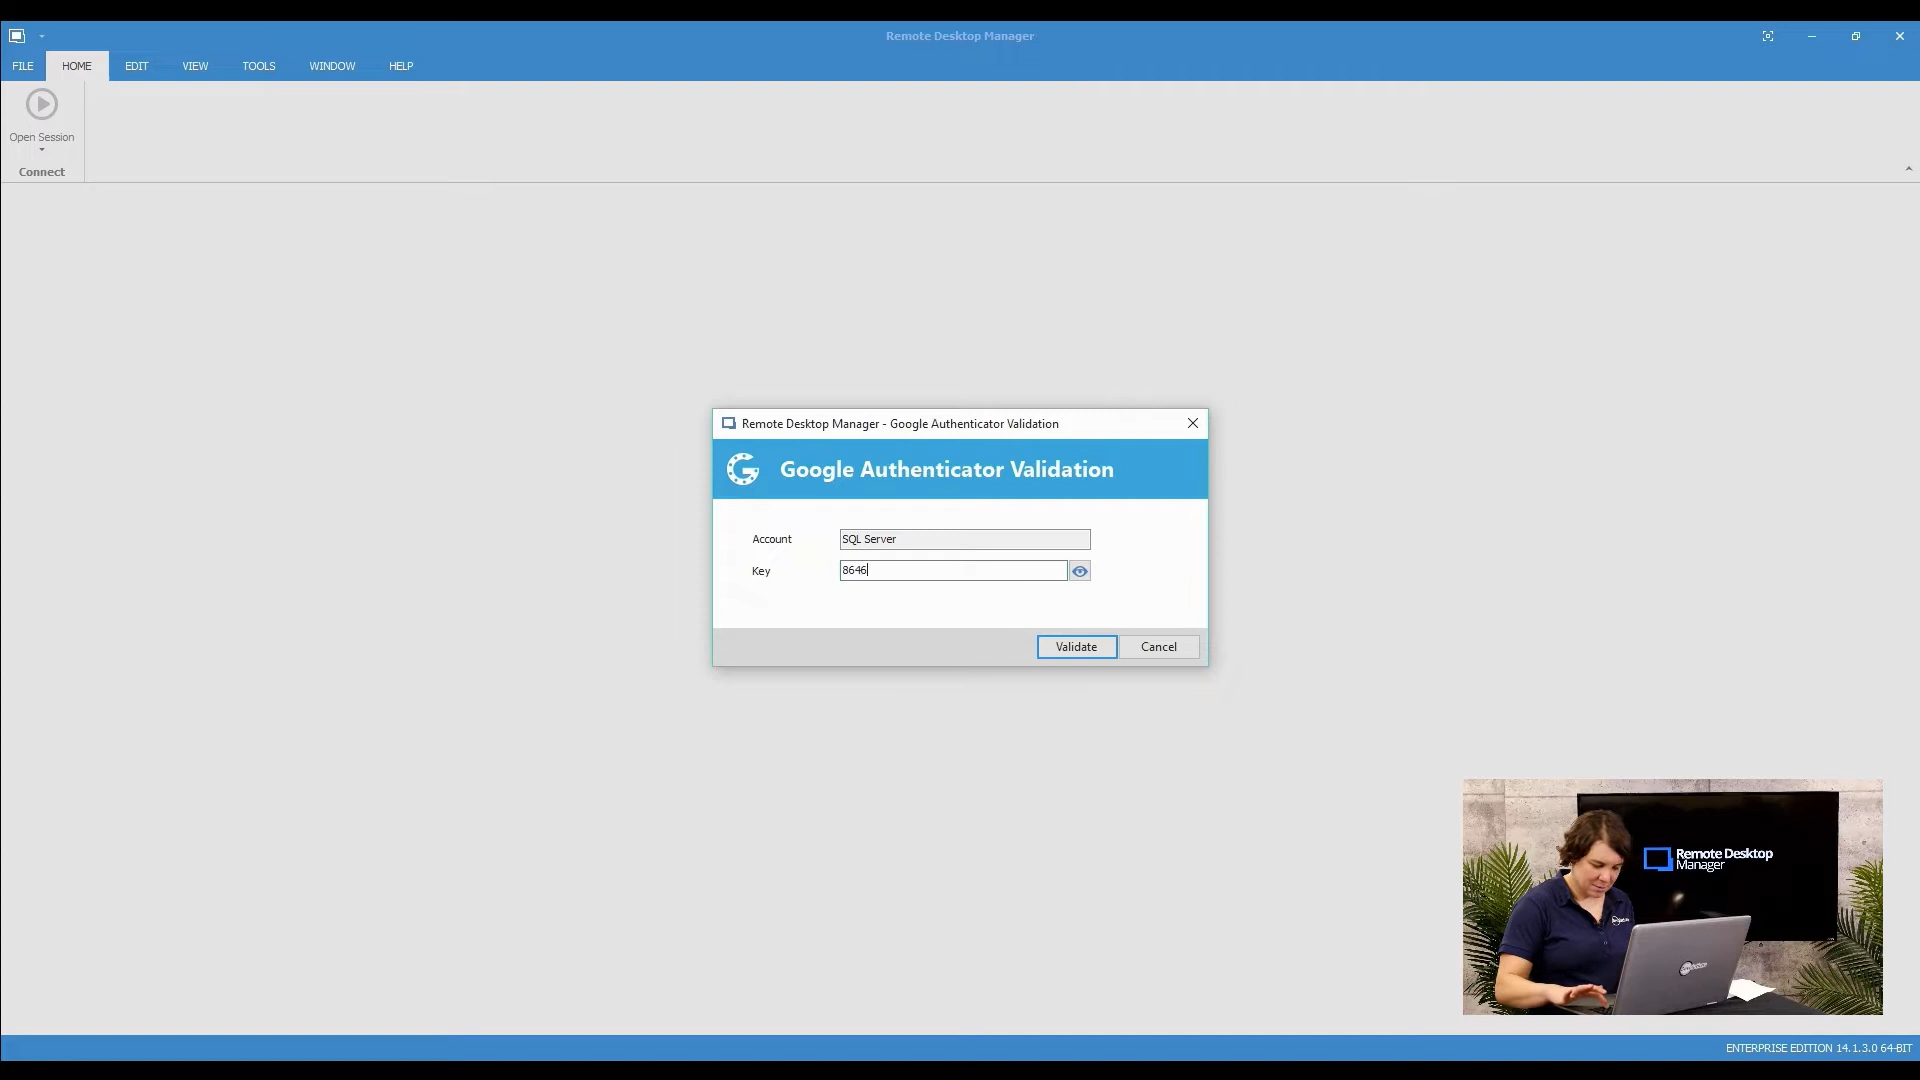 Remote Desktop Manager
FILE HOME EDIT VIEW TOOLS WINDOW HELP
Open Session
Connect
Remote Desktop Manager - Google Authenticator Validation
Google Authenticator Validation
Account SQL Server
Key 8646
Validate Cancel
Remote Desktop
Manager
ENTERPRISE EDITION 14.1.3.0 64-BIT